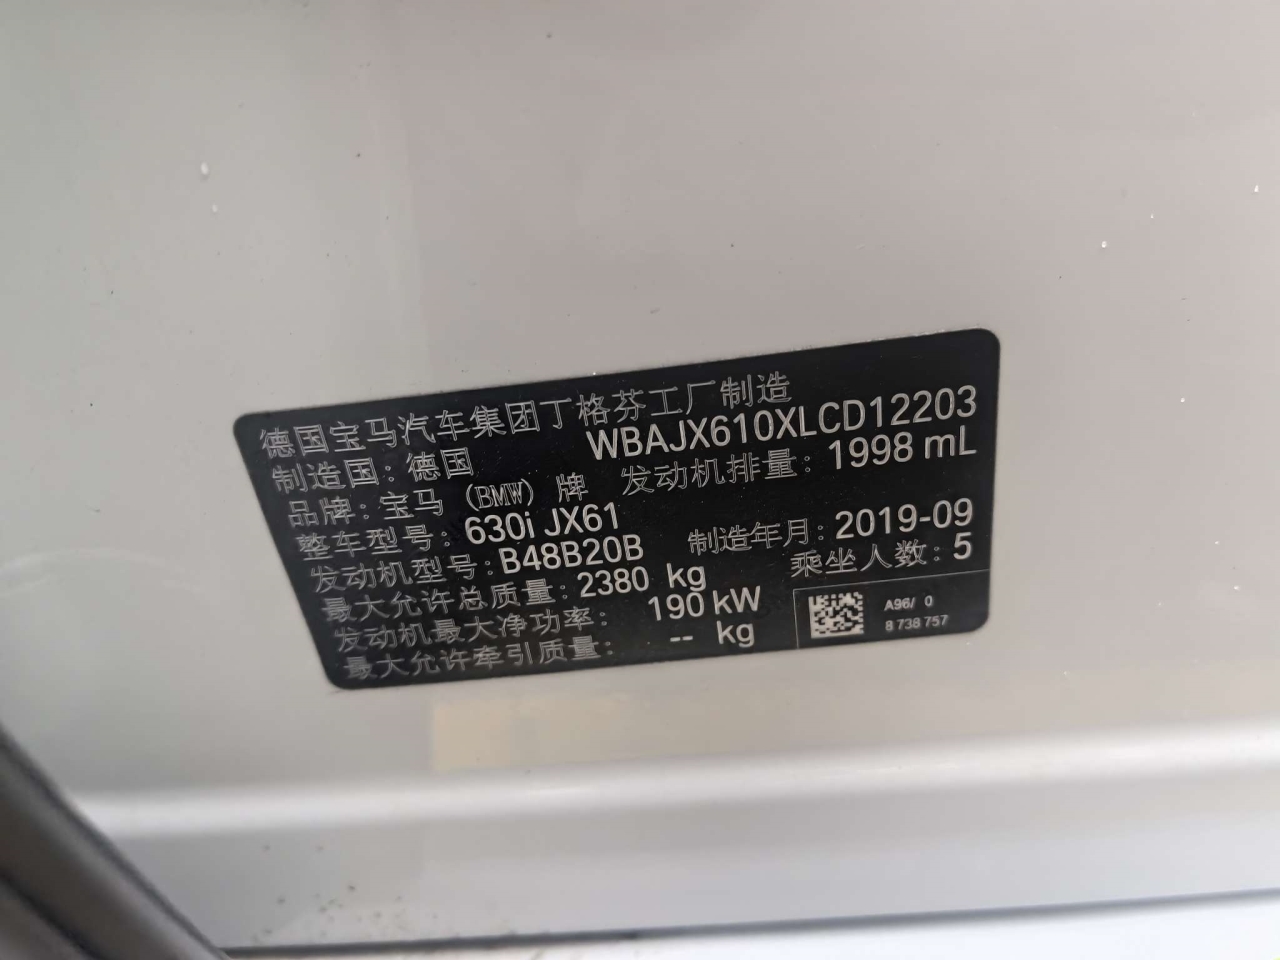 德国宝马汽车集团丁格芬工厂制造
制造国:德国 WBAJX610XLCD12203
品牌:宝马(BMW)牌 发动机排量:1998 mL
整车型号:630i JX61
发动机型号:B48B20B 制造年月:2019-09
最大允许总质量:2380 kg 乘坐人数:5
发动机最大净功率: 190 kW
最大允许牵引质量: -- kg
A96/ 0
8 738 757